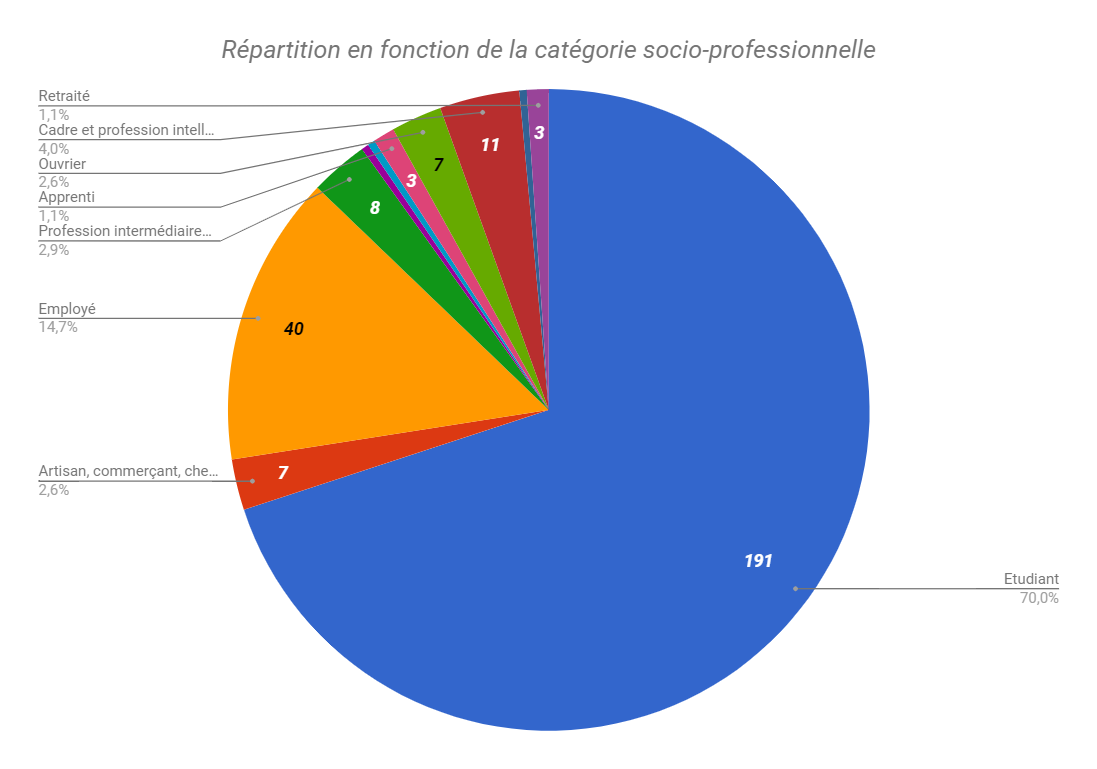 Répartition en fonction de la catégorie socio-professionnelle
Retraité
1,1%
Cadre et profession intell…
4,0%
Ouvrier
2,6%
Apprenti
1,1%
Profession intermédiaire…
2,9%
Employé
14,7%
Artisan, commerçant, che…
2,6%
3
11
7
3
8
40
7
191
Etudiant
70,0%